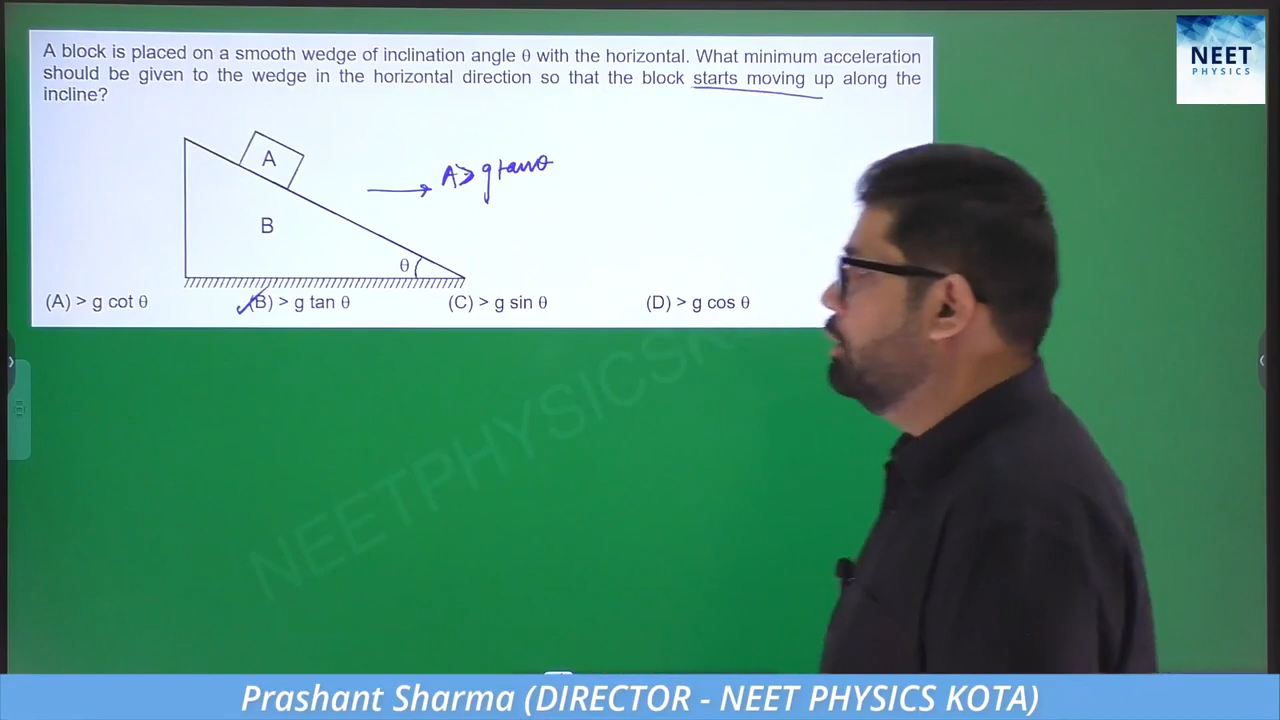 A block is placed on a smooth wedge of inclination angle θ with the horizontal. What minimum acceleration
should be given to the wedge in the horizontal direction so that the block starts moving up along the
incline?
NEET
PHYSICS
A
A > g tanθ
B
θ
(A) > g cot θ
(B) > g tan θ
(C) > g sin θ
(D) > g cos θ
NEETPHYSICSK
Prashant Sharma (DIRECTOR - NEET PHYSICS KOTA)